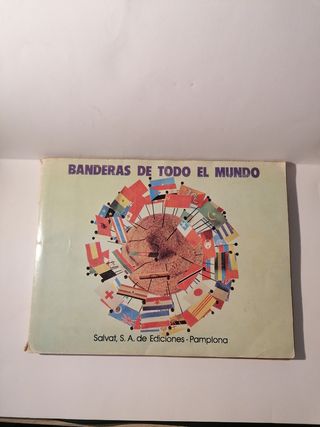 BANDERAS DE TODO EL MUNDO
Salvat, S. A. de Ediciones - Pamplona